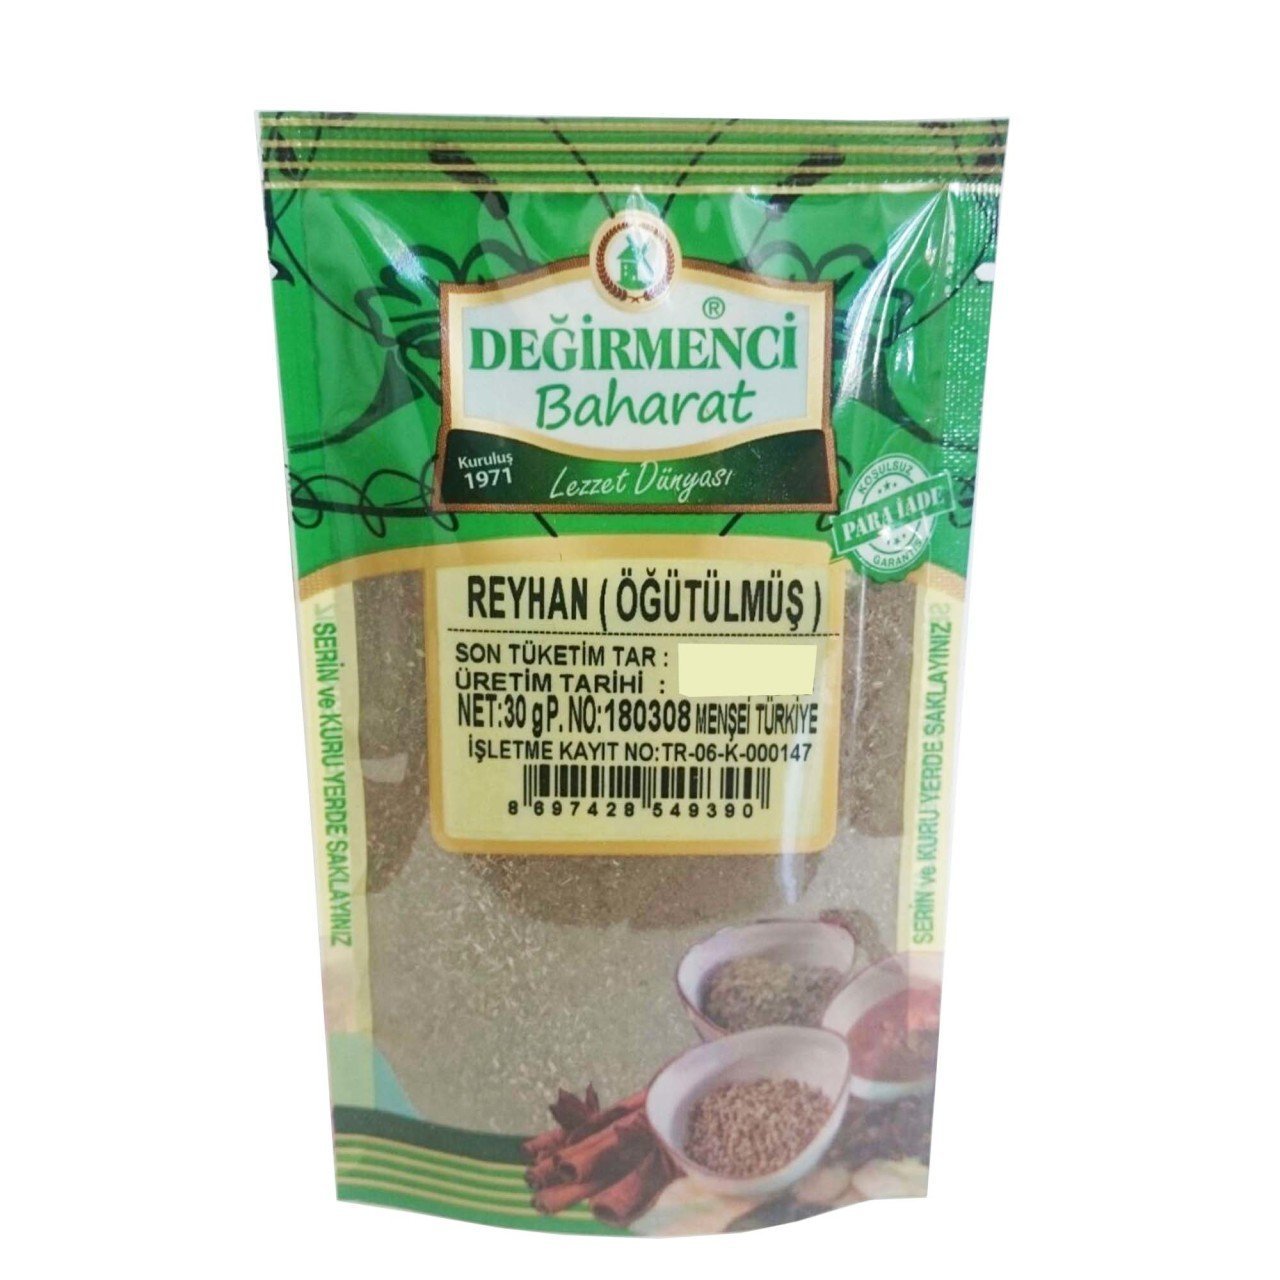 ®
DEĞİRMENCİ
Baharat
Kuruluş
1971
Lezzet Dünyası
KOŞULSUZ
PARA İADE
GARANTİSİ
REYHAN ( ÖĞÜTÜLMÜŞ )
SON TÜKETİM TAR :
ÜRETİM TARİHİ :
NET:30 gP. NO:180308 MENŞEİ TÜRKİYE
İŞLETME KAYIT NO:TR-06-K-000147
8 697428 549390
SERİN ve KURU YERDE SAKLAYINIZ
SERİN ve KURU YERDE SAKLAYINIZ